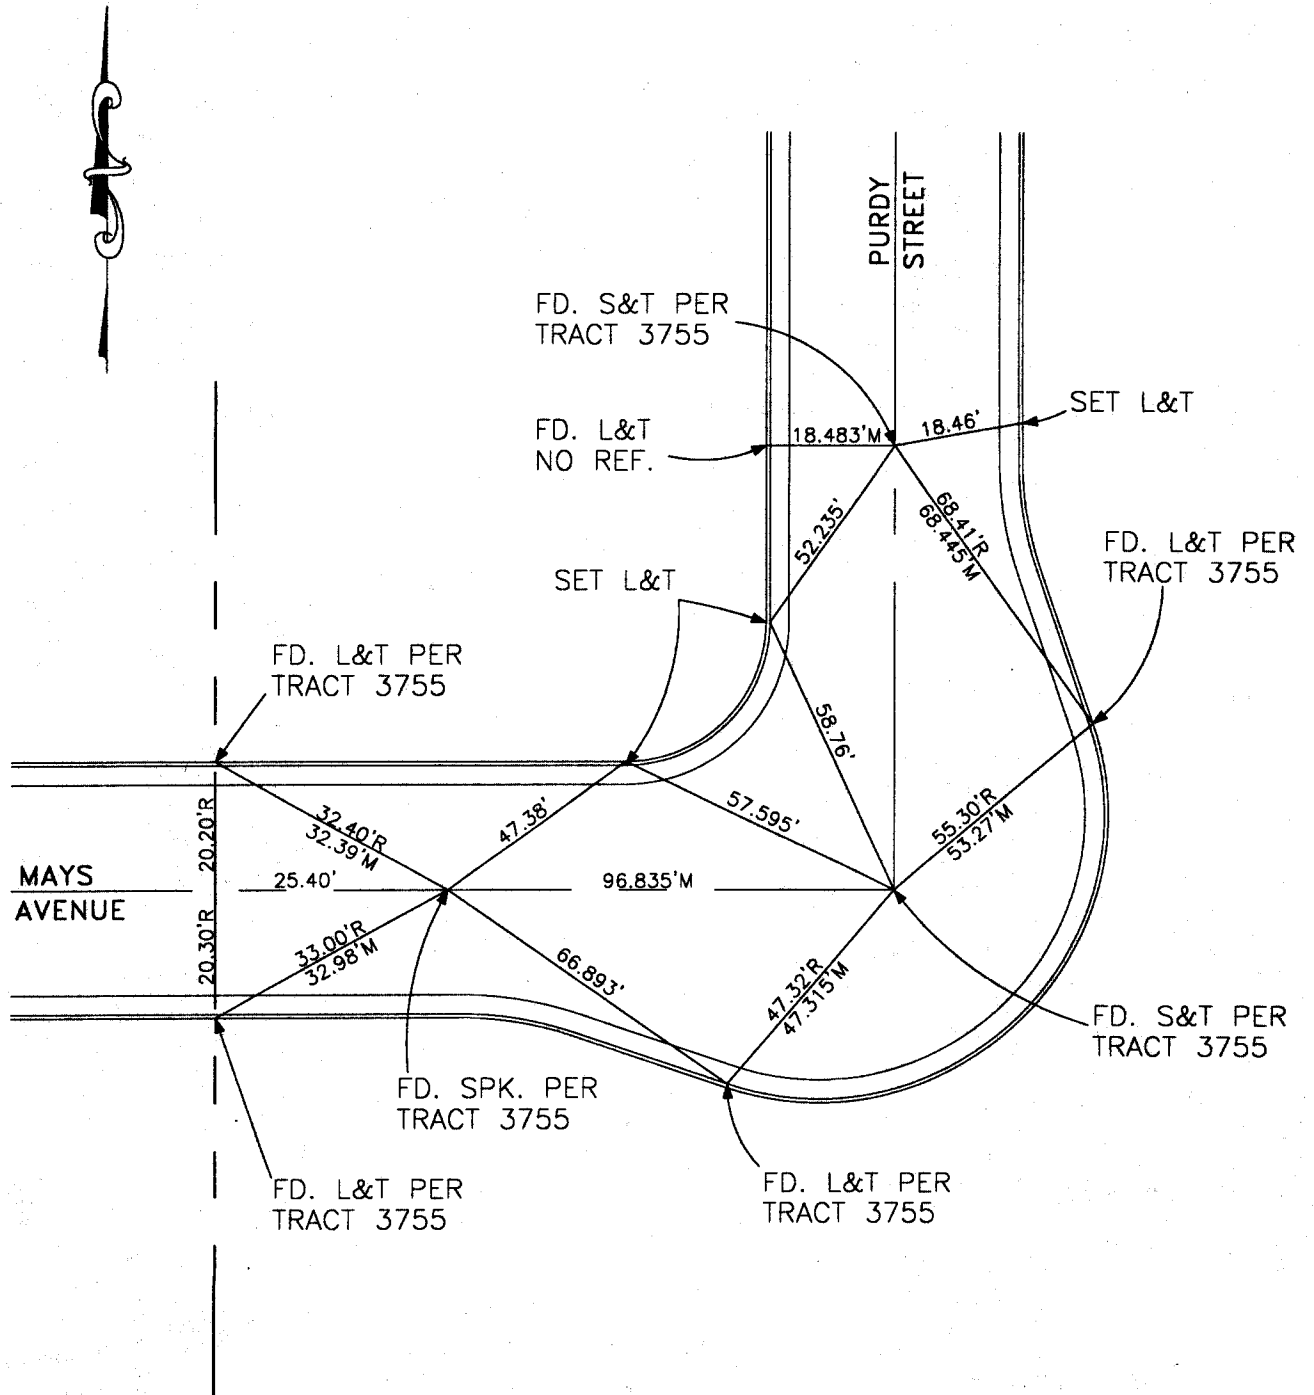 PURDY
STREET
FD. S&T PER
TRACT 3755
SET L&T
FD. L&T
NO REF.
18.483'M
18.46'
52.235'
68.41'R
68.445'M
FD. L&T PER
TRACT 3755
SET L&T
FD. L&T PER
TRACT 3755
58.76'
47.38'
57.595'
32.40'R
32.39'M
20.20'R
55.30'R
53.27'M
MAYS
AVENUE
25.40'
96.835'M
20.30'R
33.00'R
32.98'M
66.893'
47.32'R
47.315'M
FD. S&T PER
TRACT 3755
FD. SPK. PER
TRACT 3755
FD. L&T PER
TRACT 3755
FD. L&T PER
TRACT 3755